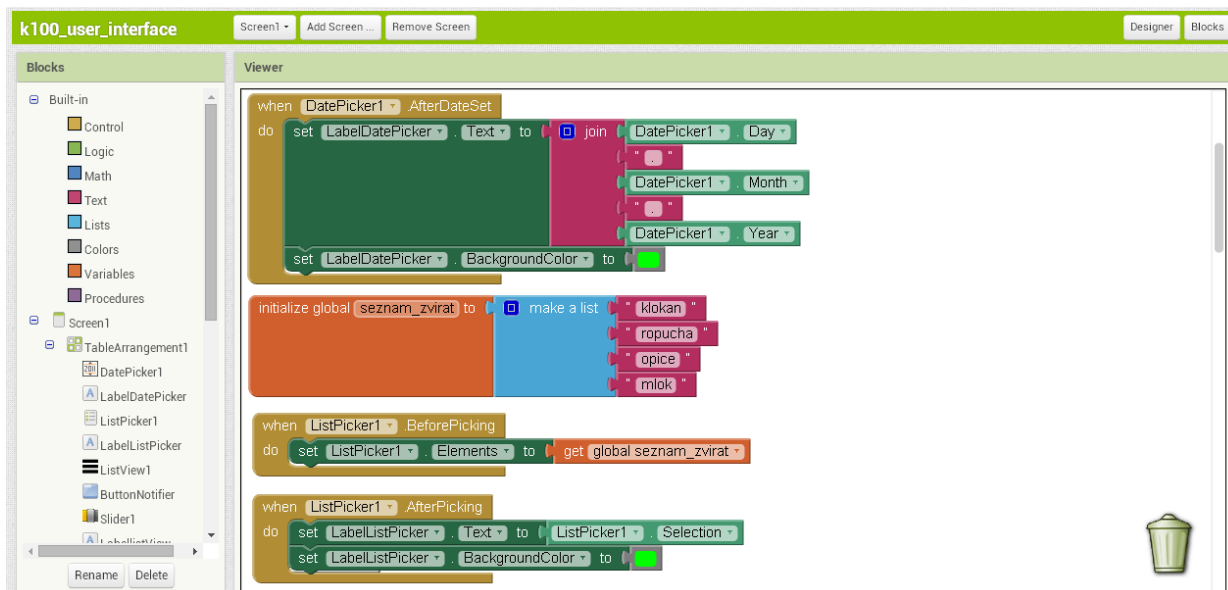 k100_user_interface Screen1 Add Screen ... Remove Screen Designer Blocks
Blocks
Built-in
Control
Logic
Math
Text
Lists
Colors
Variables
Procedures
Screen1
TableArrangement1
DatePicker1
LabelDatePicker
ListPicker1
LabelListPicker
ListView1
ButtonNotifier
Slider1
LabellistView
Rename Delete
Viewer
when DatePicker1 .AfterDateSet
do set LabelDatePicker . Text to join DatePicker1 . Day
" . "
DatePicker1 . Month
" . "
DatePicker1 . Year
set LabelDatePicker . BackgroundColor to
initialize global seznam_zvirat to make a list " klokan "
" ropucha "
" opice "
" mlok "
when ListPicker1 .BeforePicking
do set ListPicker1 . Elements to get global seznam_zvirat
when ListPicker1 .AfterPicking
do set LabelListPicker . Text to ListPicker1 . Selection
set LabelListPicker . BackgroundColor to